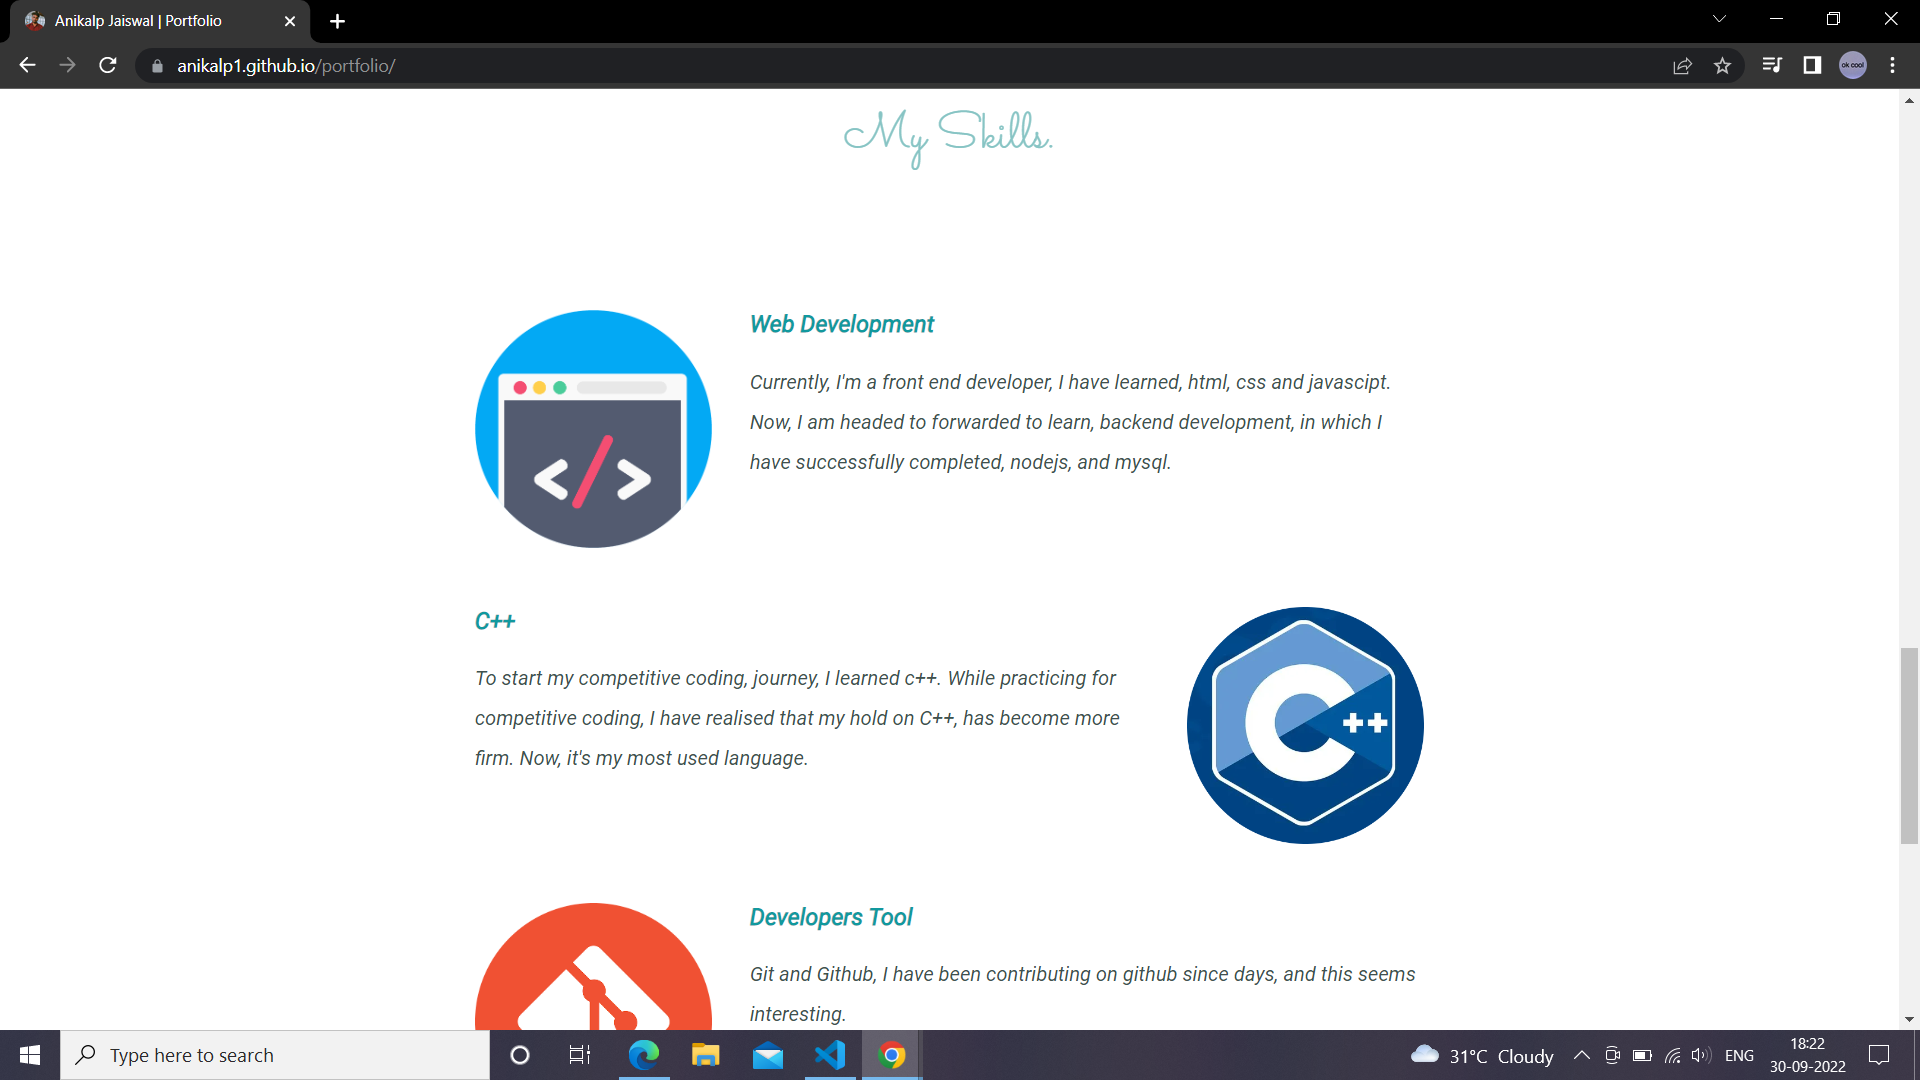 Anikalp Jaiswal | Portfolio
anikalp1.github.io/portfolio/
ok cool
My Skills.
Web Development
Currently, I'm a front end developer, I have learned, html, css and javascipt.
Now, I am headed to forwarded to learn, backend development, in which I
have successfully completed, nodejs, and mysql.
C++
To start my competitive coding, journey, I learned c++. While practicing for
competitive coding, I have realised that my hold on C++, has become more
firm. Now, it's my most used language.
C++
Developers Tool
Git and Github, I have been contributing on github since days, and this seems
interesting.
Type here to search
31°C Cloudy
ENG
18:22
30-09-2022